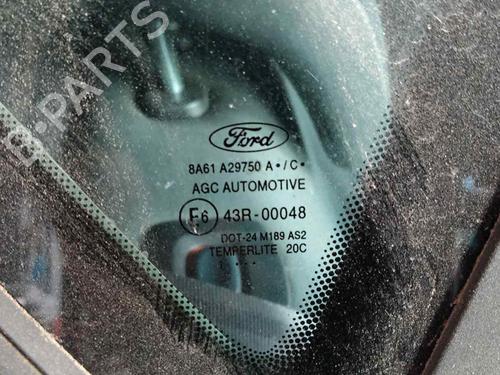 B-PARTS
Ford
8A61 A29750 A•/C•
AGC AUTOMOTIVE
E6 43R-00048
DOT-24 M189 AS2
TEMPERLITE 20C